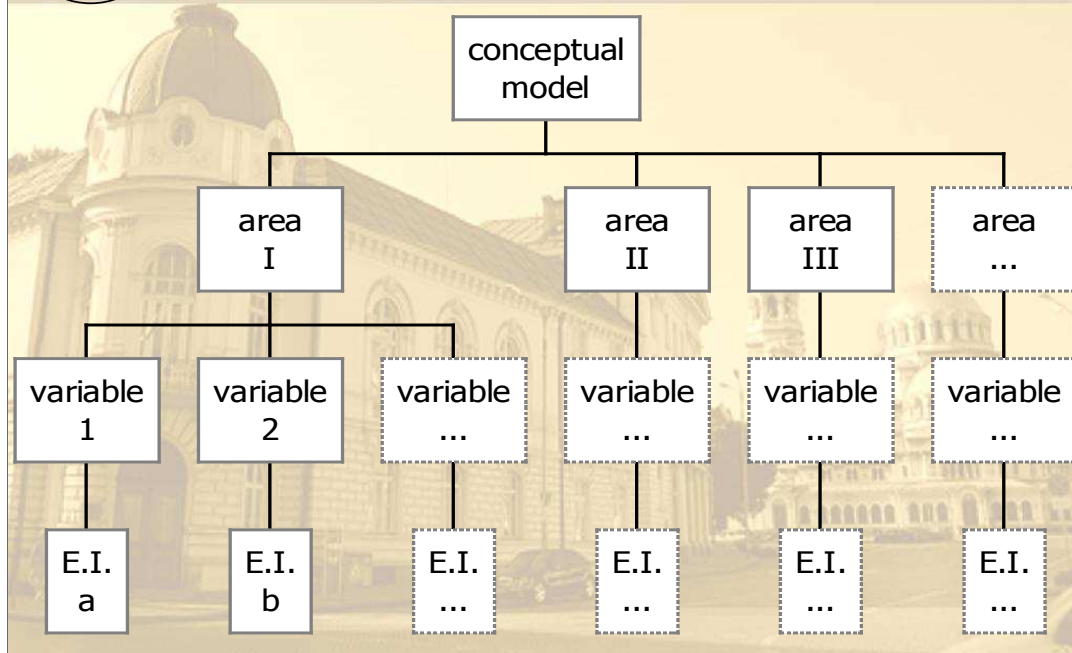 conceptual
model
area
I
area
II
area
III
area
...
variable
1
variable
2
variable
...
variable
...
variable
...
variable
...
E.I.
a
E.I.
b
E.I.
...
E.I.
...
E.I.
...
E.I.
...